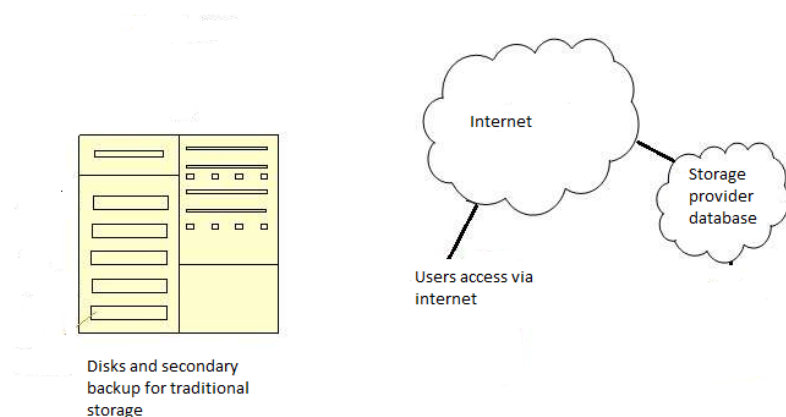 Internet
Storage
provider
database
Users access via
internet
Disks and secondary
backup for traditional
storage